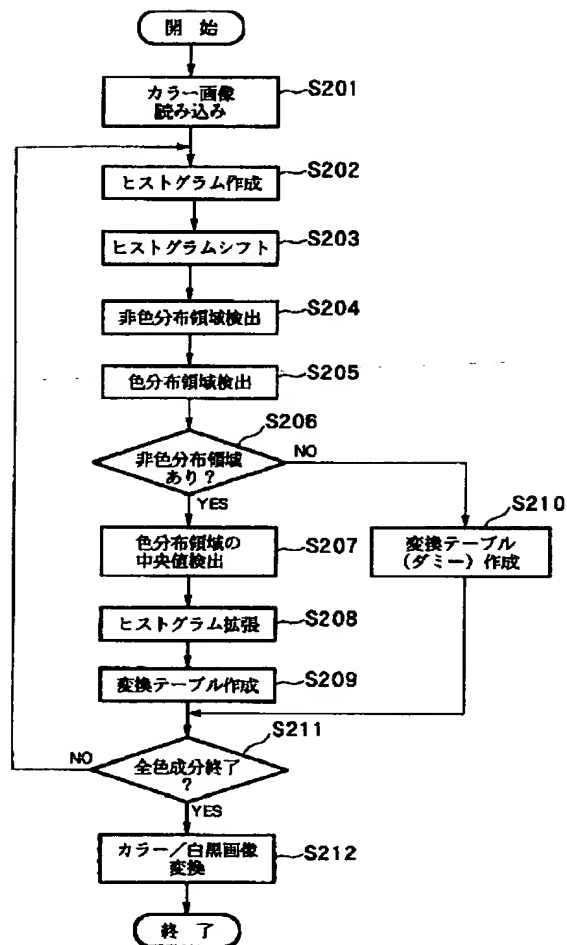 開 始
カラー画像
読み込み
S201
ヒストグラム作成
S202
ヒストグラムシフト
S203
非色分布領域検出
S204
色分布領域検出
S205
S206
非色分布領域
あり?
NO
YES
S210
変換テーブル
(ダミー)作成
色分布領域の
中央値検出
S207
ヒストグラム拡張
S208
変換テーブル作成
S209
S211
NO
全色成分終了
?
YES
カラー/白黒画像
変換
S212
終 了